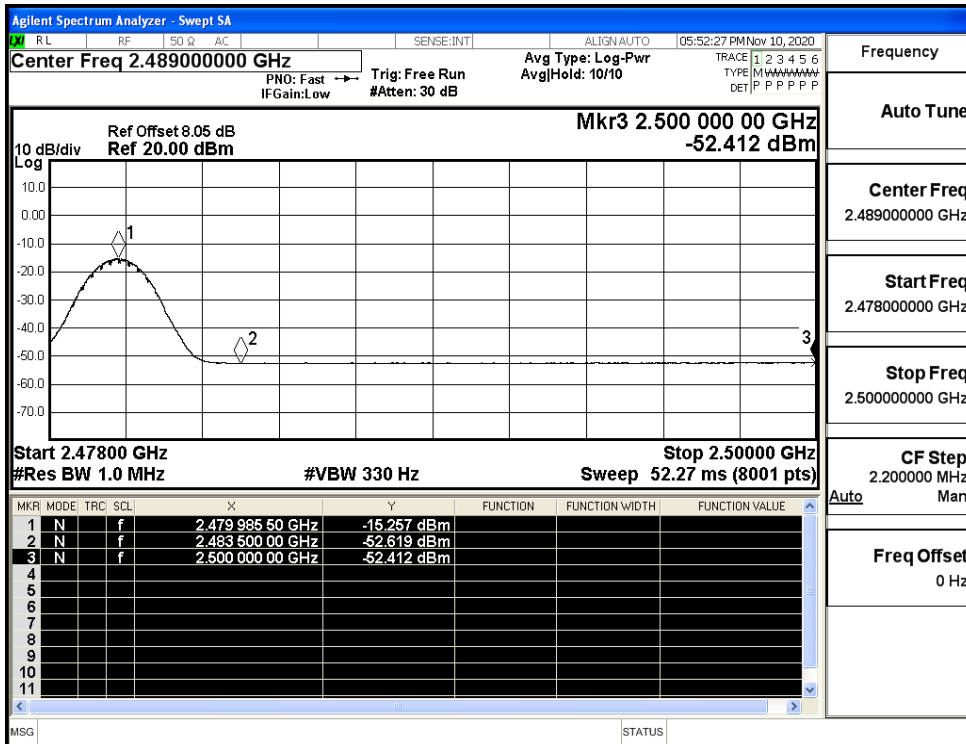 Agilent Spectrum Analyzer - Swept SA
LXI RL RF 50 Ω AC SENSE:INT ALIGN AUTO 05:52:27 PM Nov 10, 2020
Center Freq 2.489000000 GHz
PNO: Fast
IFGain:Low
Trig: Free Run
#Atten: 30 dB
Avg Type: Log-Pwr
Avg|Hold: 10/10
TRACE 1 2 3 4 5 6
TYPE M WWWWW
DET P P P P P P
Frequency
Auto Tune
Center Freq
2.489000000 GHz
Start Freq
2.478000000 GHz
Stop Freq
2.500000000 GHz
CF Step
2.200000 MHz
Auto Man
Freq Offset
0 Hz
Mkr3 2.500 000 00 GHz
-52.412 dBm
Ref Offset 8.05 dB
10 dB/div Ref 20.00 dBm
Log
10.0
0.00
-10.0
-20.0
-30.0
-40.0
-50.0
-60.0
-70.0
1
2
3
Start 2.47800 GHz Stop 2.50000 GHz
#Res BW 1.0 MHz #VBW 330 Hz Sweep 52.27 ms (8001 pts)
MKR MODE TRC SCL X Y FUNCTION FUNCTION WIDTH FUNCTION VALUE
1 N f 2.479 985 50 GHz -15.257 dBm
2 N f 2.483 500 00 GHz -52.619 dBm
3 N f 2.500 000 00 GHz -52.412 dBm
4
5
6
7
8
9
10
11
MSG STATUS